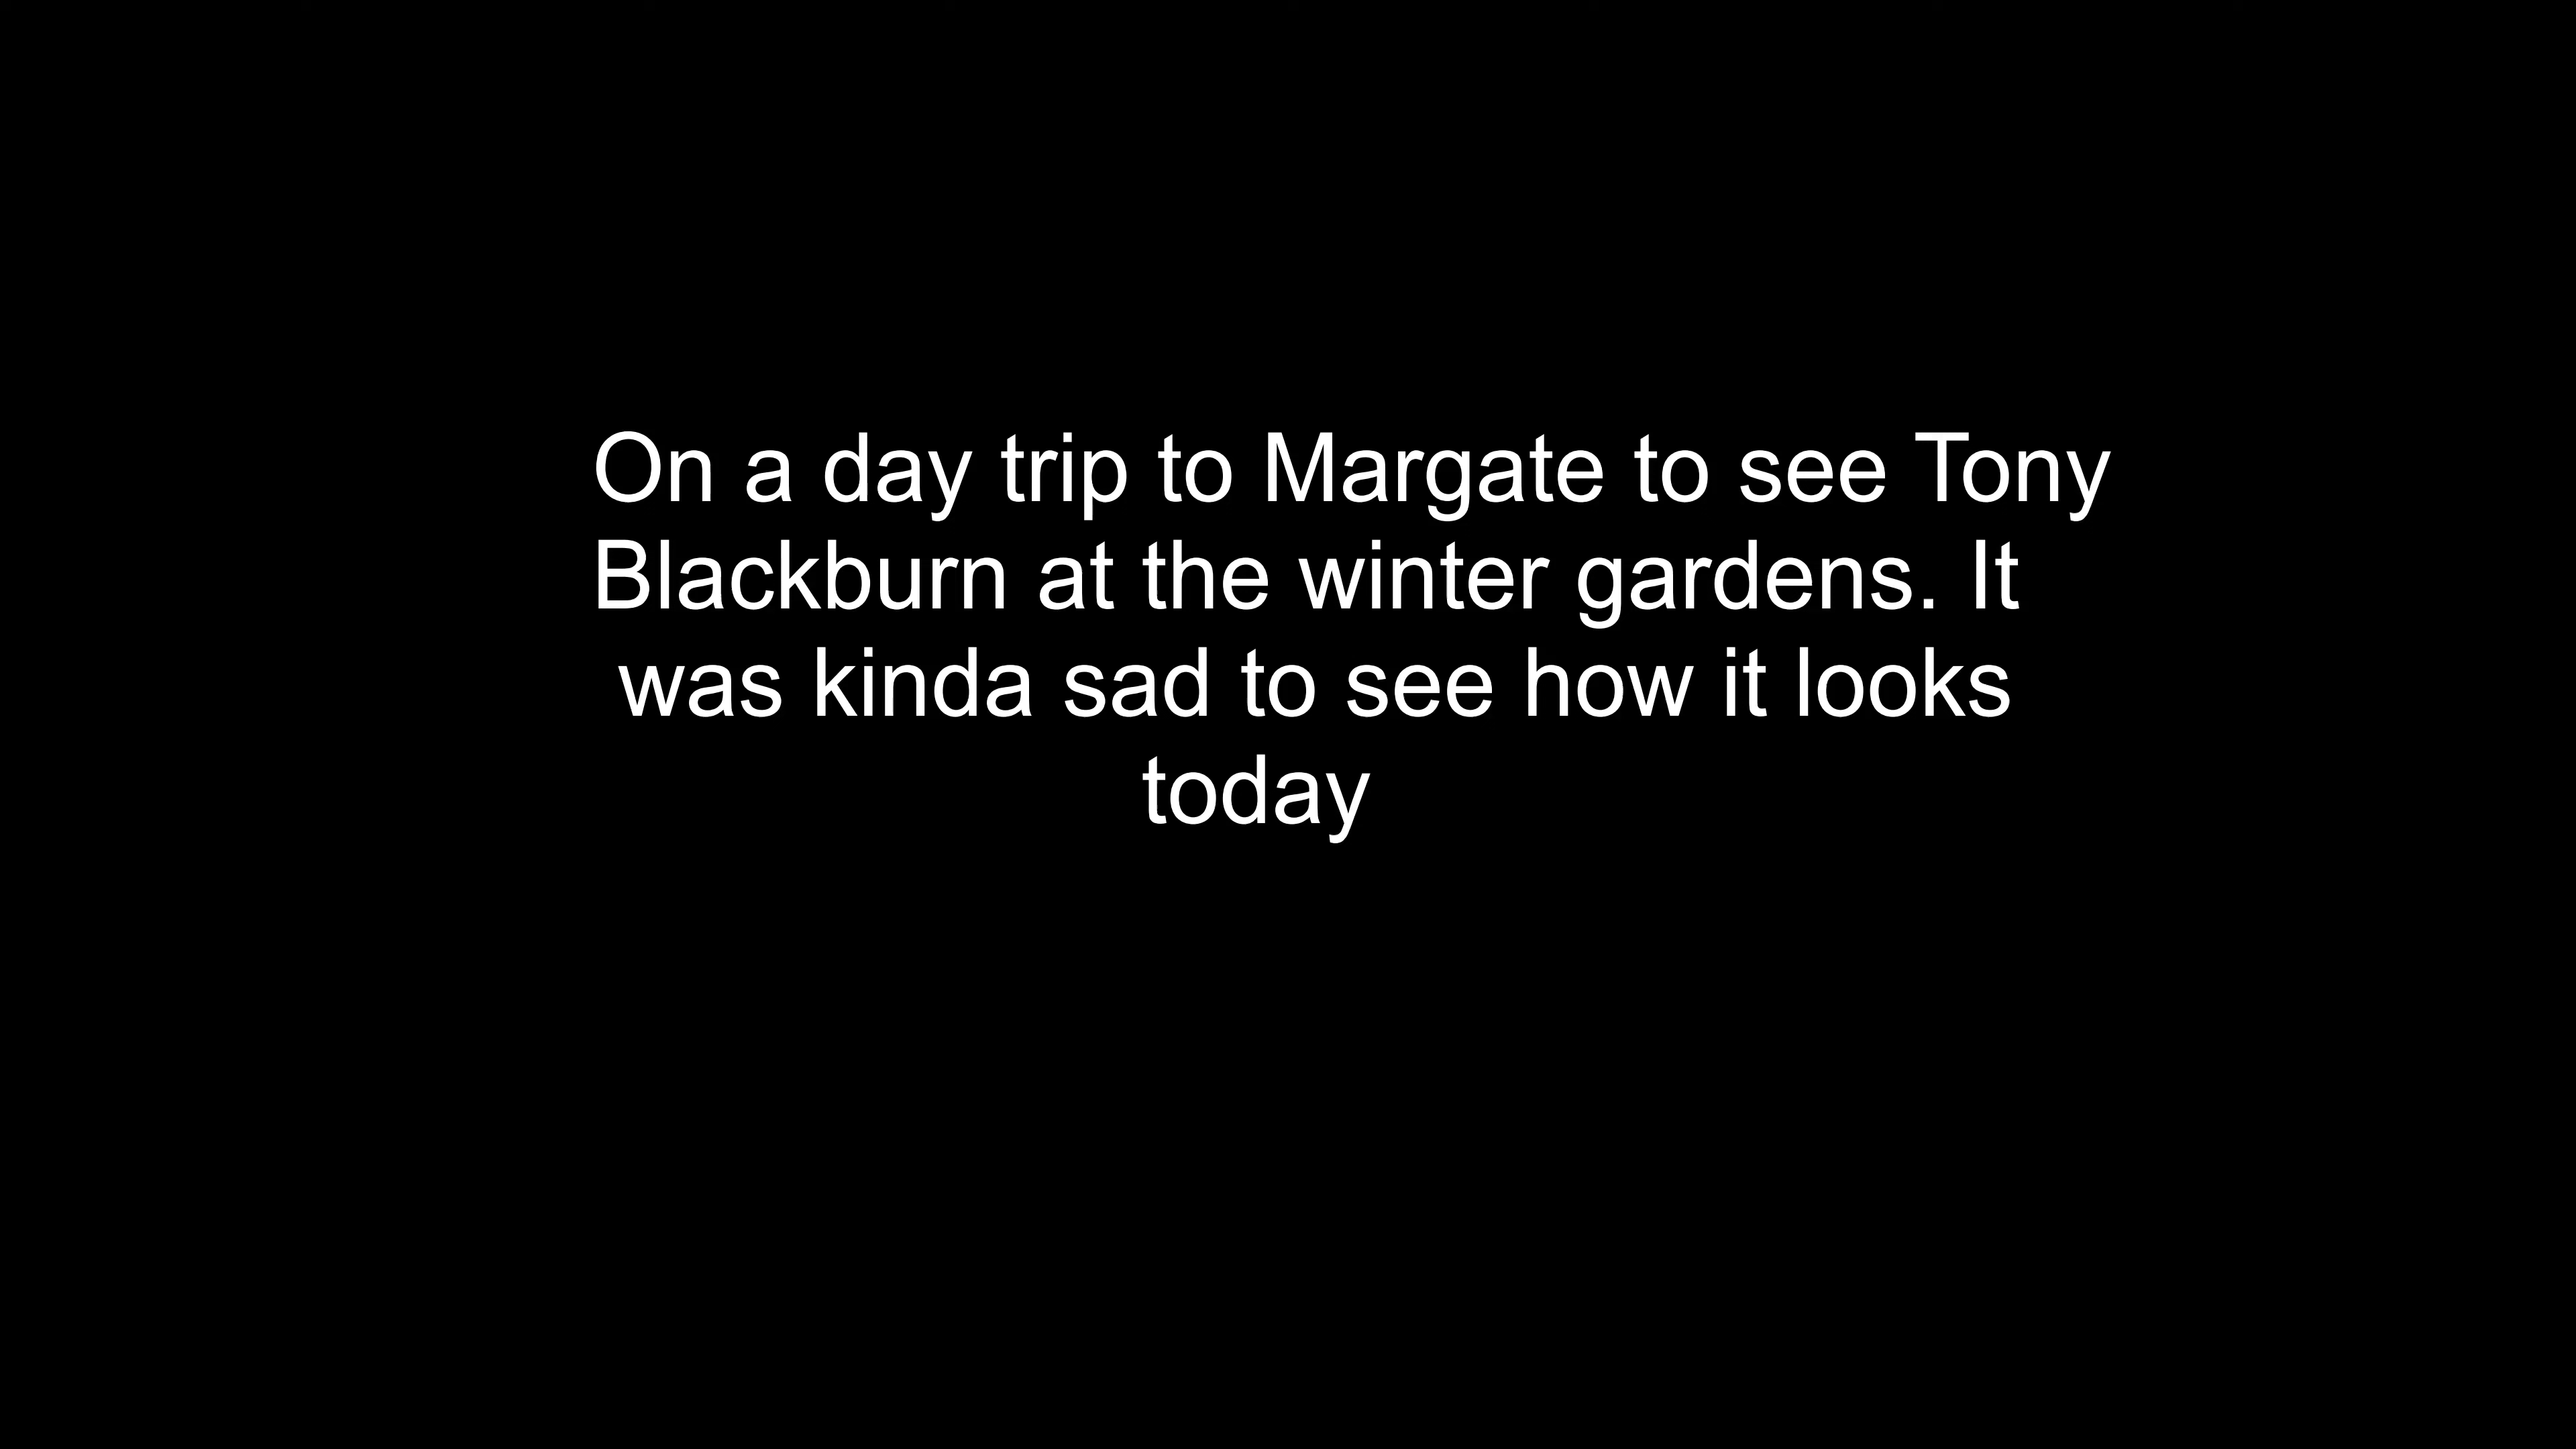 On a day trip to Margate to see Tony
Blackburn at the winter gardens. It
was kinda sad to see how it looks
today